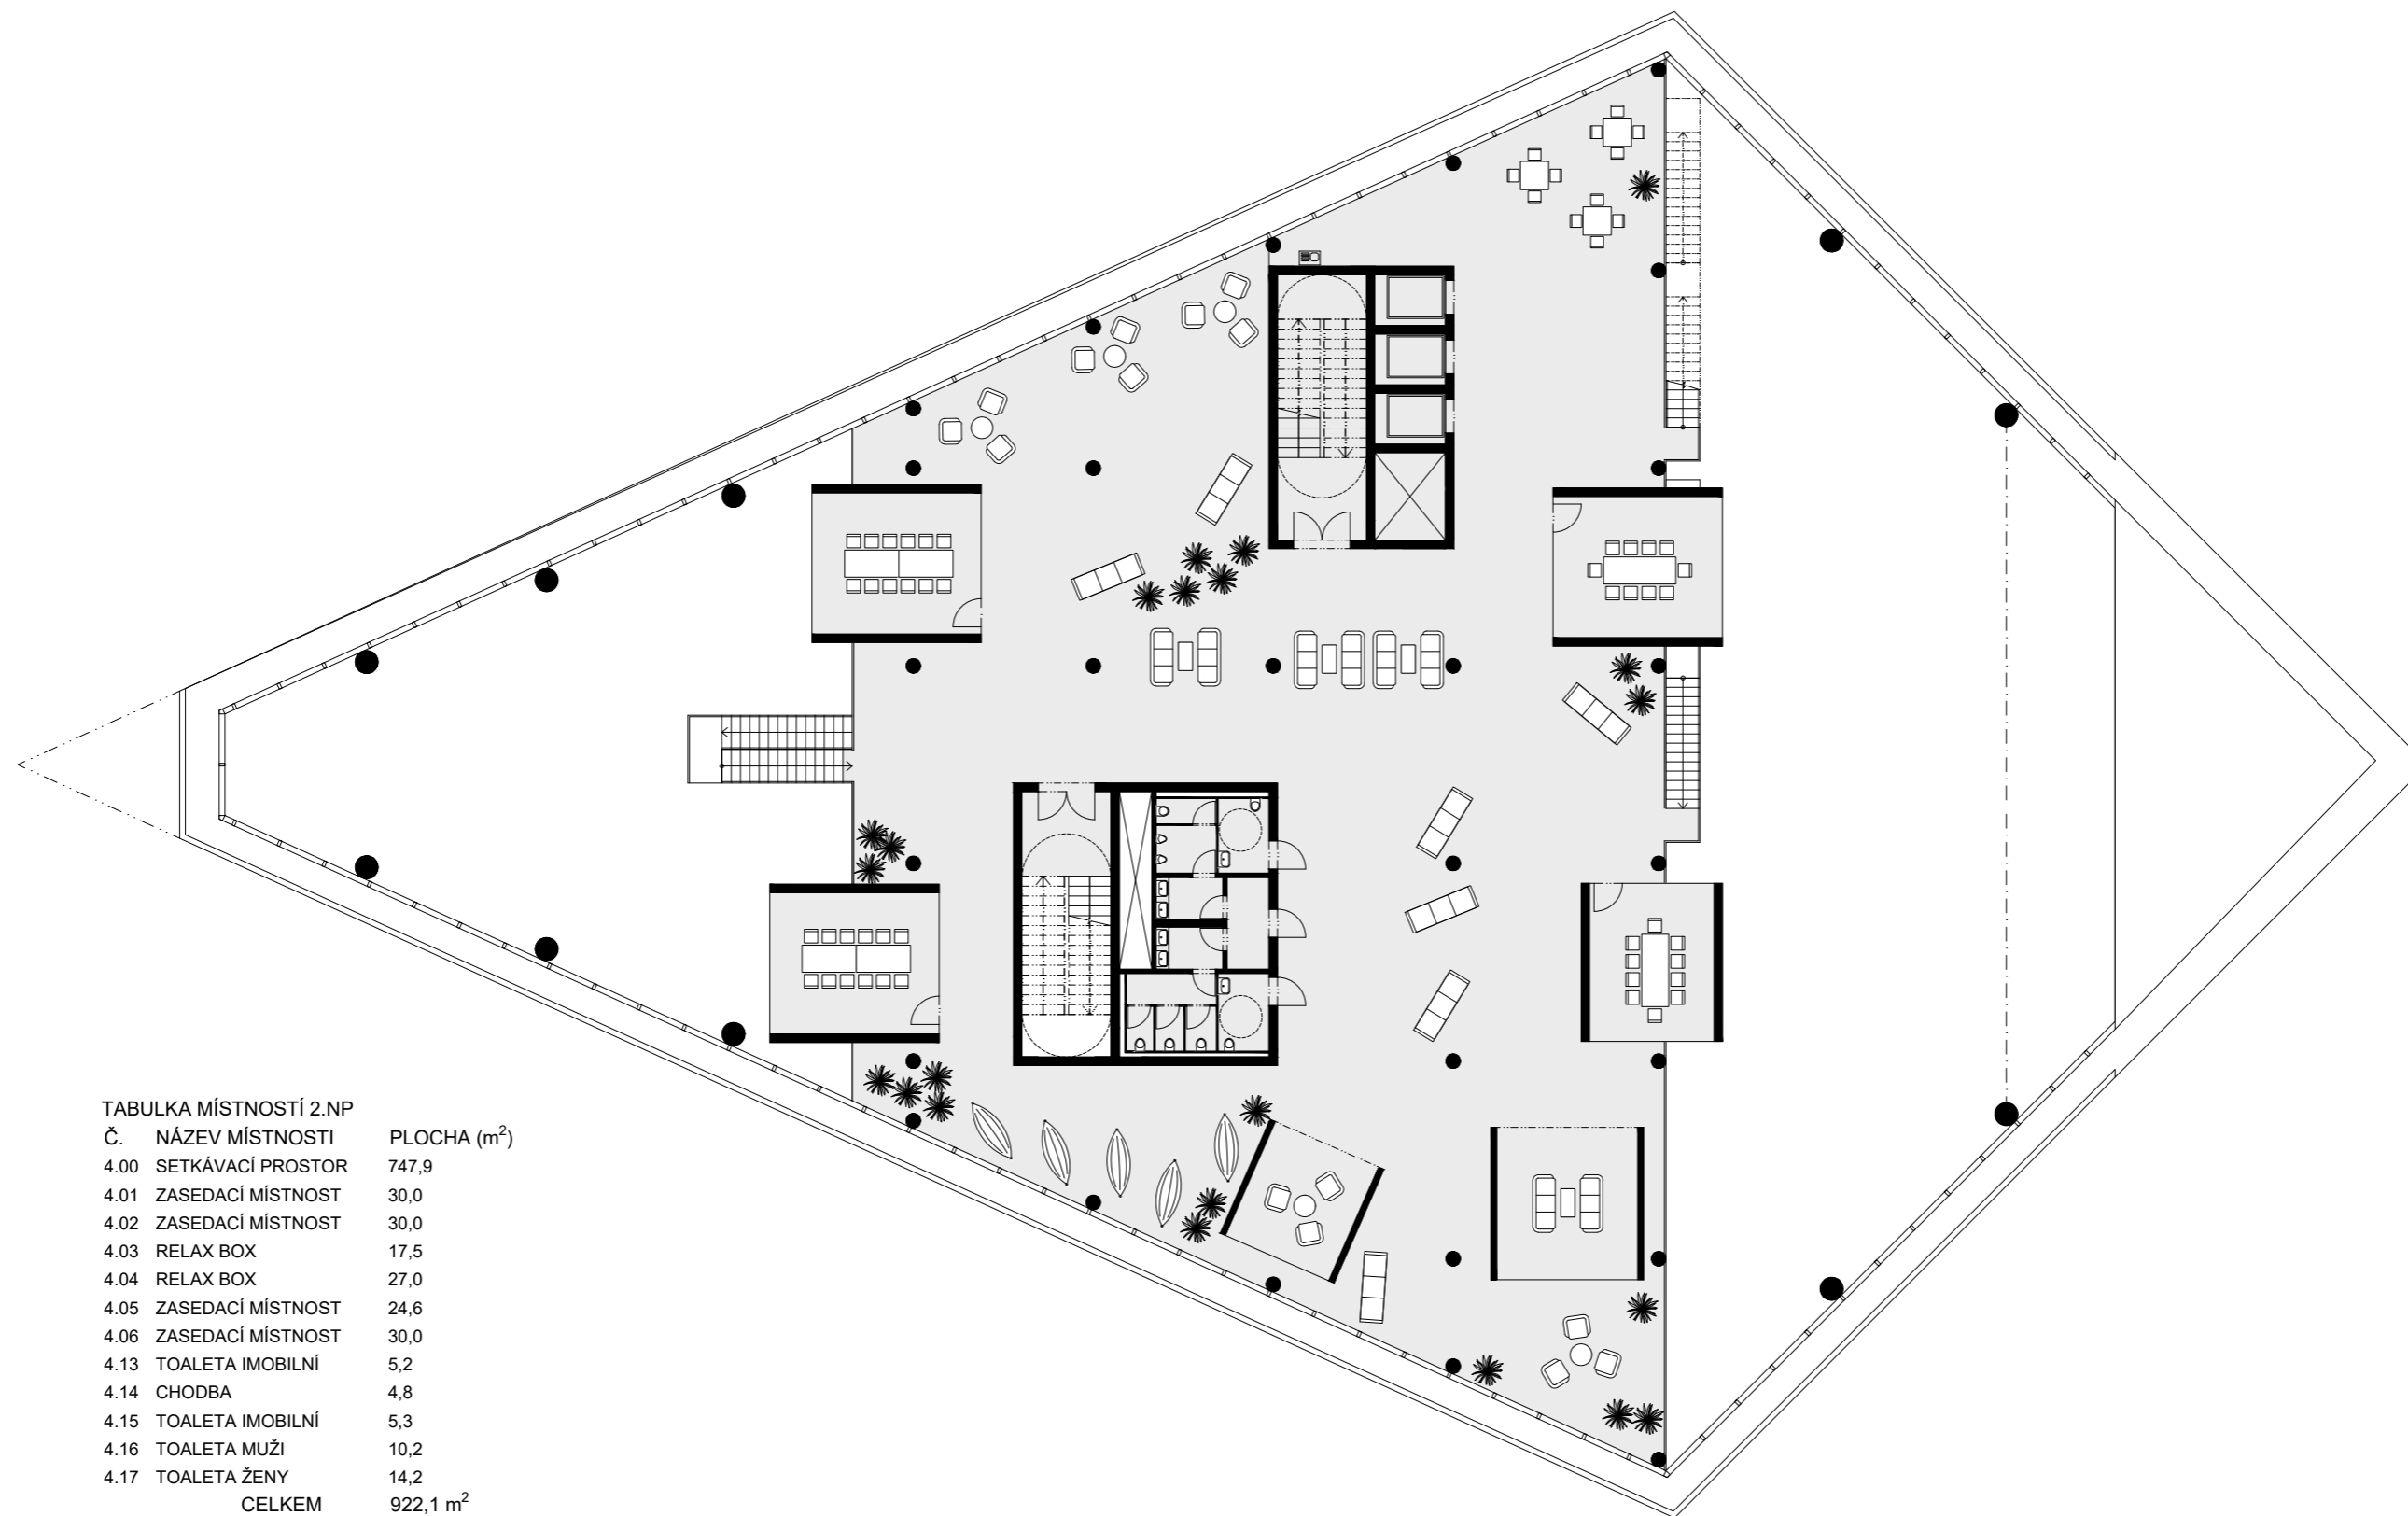 TABULKA MÍSTNOSTÍ 2.NP
Č. NÁZEV MÍSTNOSTI PLOCHA (m²)
4.00 SETKÁVACÍ PROSTOR 747,9
4.01 ZASEDACÍ MÍSTNOST 30,0
4.02 ZASEDACÍ MÍSTNOST 30,0
4.03 RELAX BOX 17,5
4.04 RELAX BOX 27,0
4.05 ZASEDACÍ MÍSTNOST 24,6
4.06 ZASEDACÍ MÍSTNOST 30,0
4.13 TOALETA IMOBILNÍ 5,2
4.14 CHODBA 4,8
4.15 TOALETA IMOBILNÍ 5,3
4.16 TOALETA MUŽI 10,2
4.17 TOALETA ŽENY 14,2
CELKEM 922,1 m²